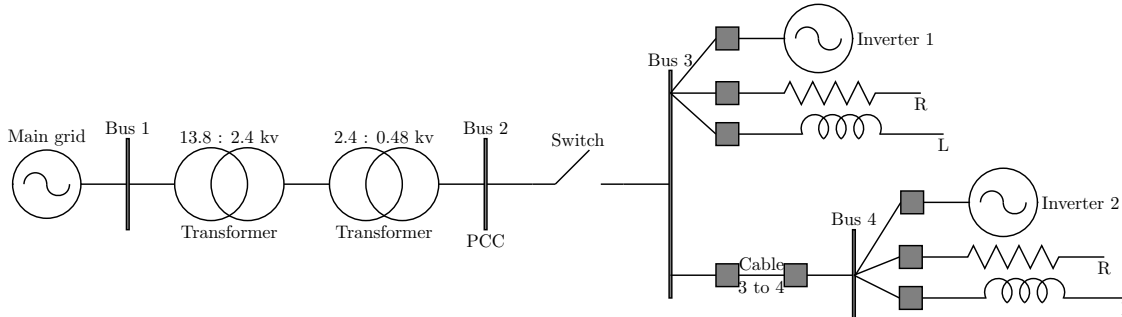 Main grid
Bus 1
13.8 : 2.4 kv
Transformer
2.4 : 0.48 kv
Transformer
Bus 2
PCC
Switch
Bus 3
Inverter 1
R
L
Cable
3 to 4
Bus 4
Inverter 2
R